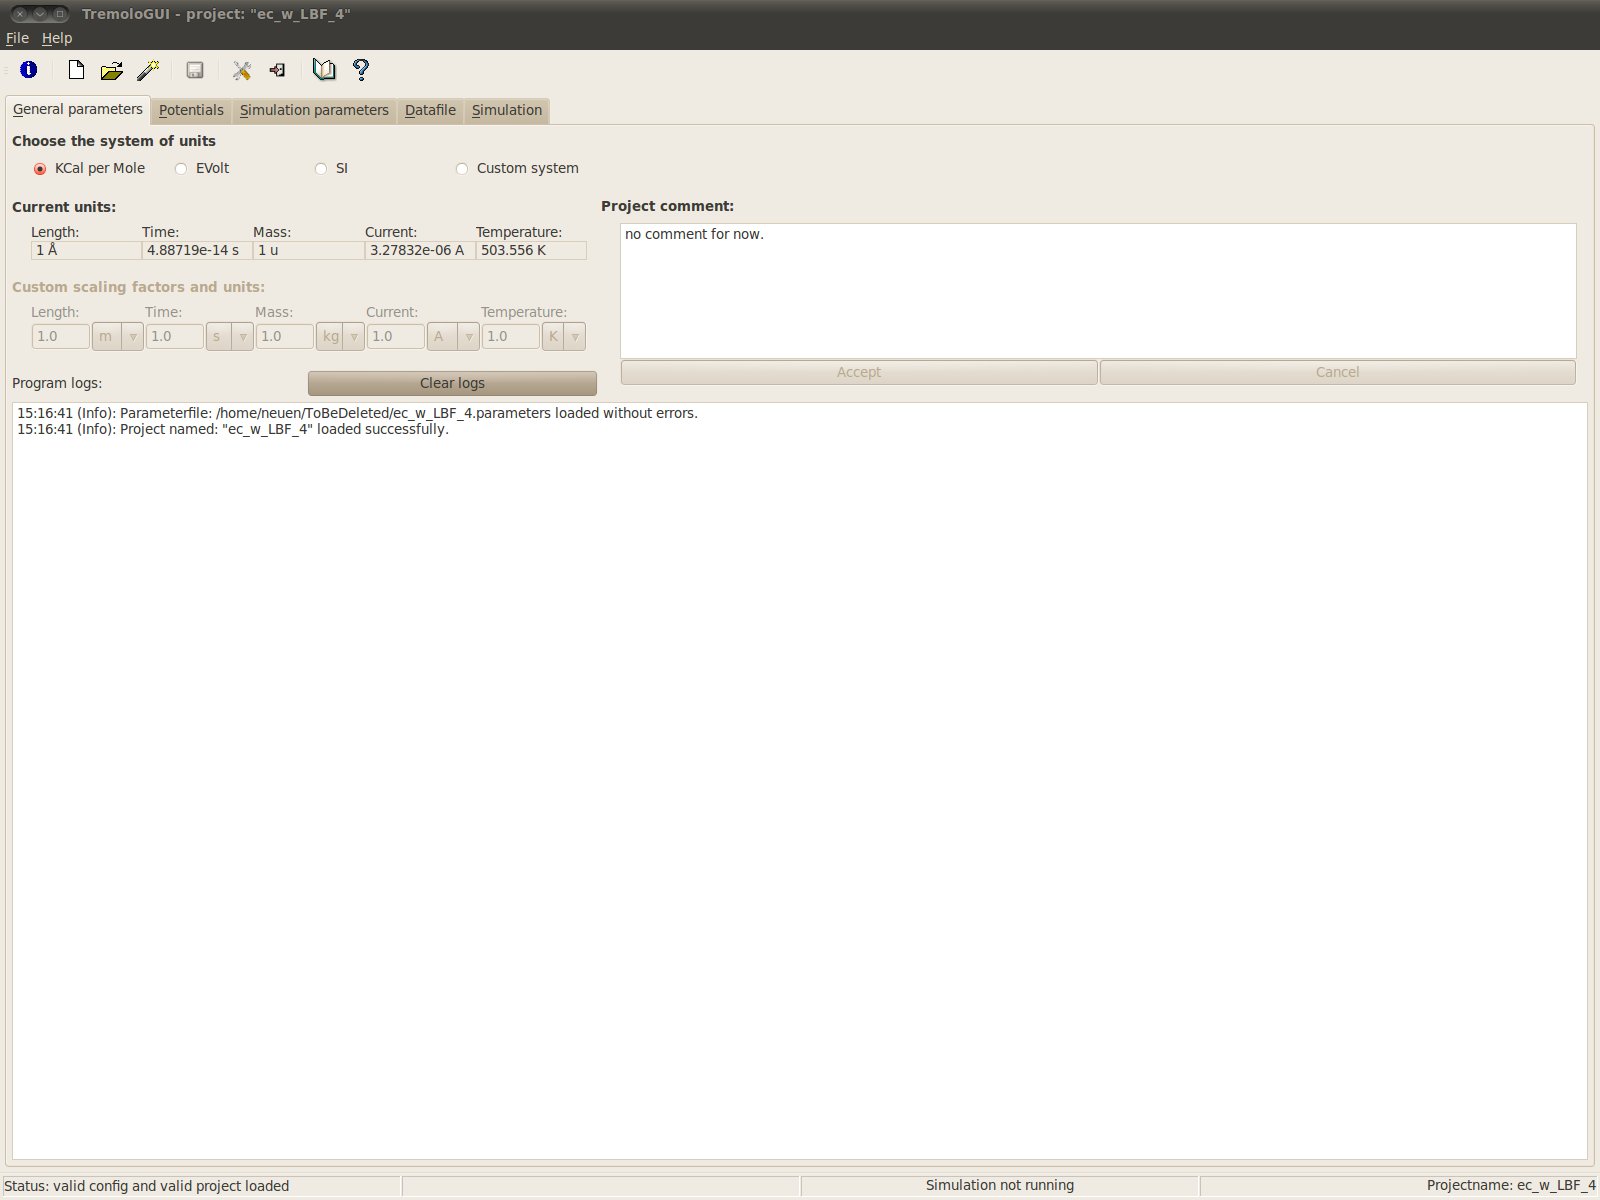 TremoloGUI - project: "ec_w_LBF_4"
File Help
General parameters Potentials Simulation parameters Datafile Simulation
Choose the system of units
KCal per Mole EVolt SI Custom system
Current units:
Length: Time: Mass: Current: Temperature:
1 Å 4.88719e-14 s 1 u 3.27832e-06 A 503.556 K
Custom scaling factors and units:
Length: Time: Mass: Current: Temperature:
1.0 m 1.0 s 1.0 kg 1.0 A 1.0 K
Project comment:
no comment for now.
Accept Cancel
Program logs: Clear logs
15:16:41 (Info): Parameterfile: /home/neuen/ToBeDeleted/ec_w_LBF_4.parameters loaded without errors.
15:16:41 (Info): Project named: "ec_w_LBF_4" loaded successfully.
Status: valid config and valid project loaded Simulation not running Projectname: ec_w_LBF_4